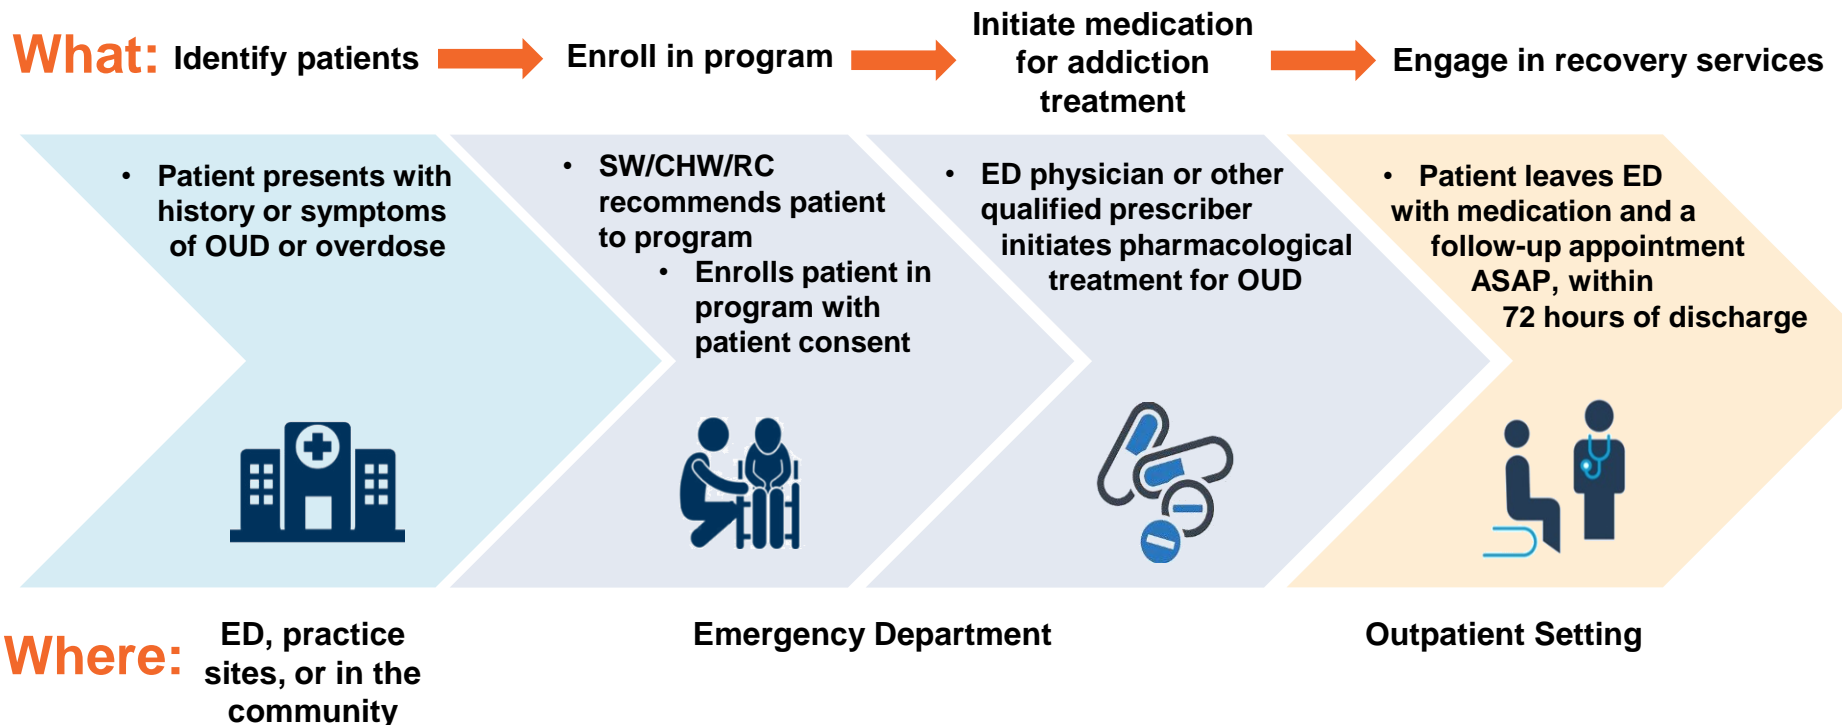 What:
Identify patients
Enroll in program
Initiate medication
for addiction
treatment
Engage in recovery services
• Patient presents with
history or symptoms
of OUD or overdose
• SW/CHW/RC
recommends patient
to program
• Enrolls patient in
program with
patient consent
• ED physician or other
qualified prescriber
initiates pharmacological
treatment for OUD
• Patient leaves ED
with medication and a
follow-up appointment
ASAP, within
72 hours of discharge
Where:
ED, practice
sites, or in the
community
Emergency Department
Outpatient Setting